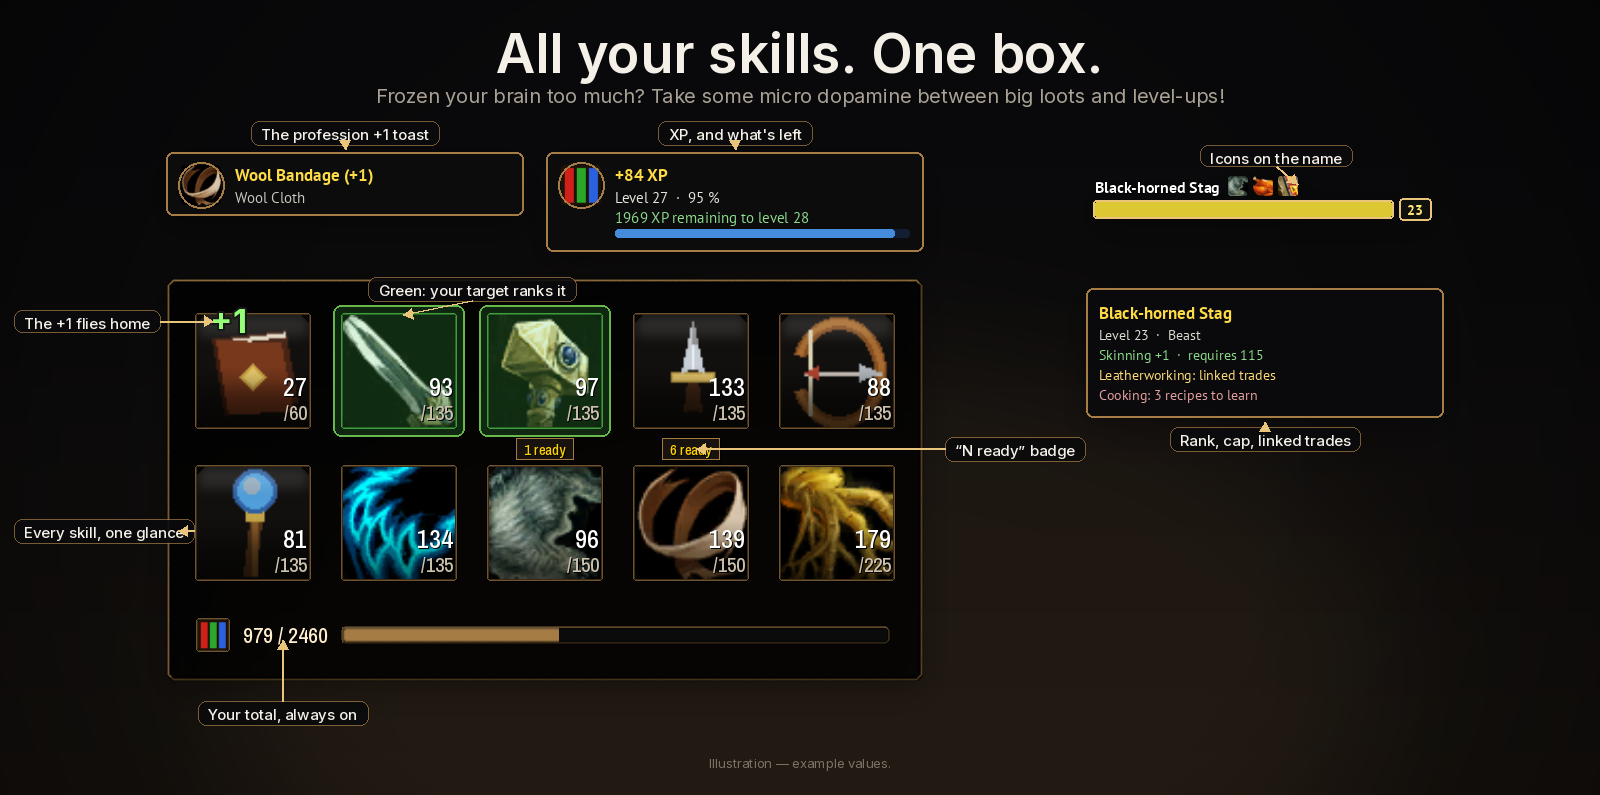 All your skills. One box.
Frozen your brain too much? Take some micro dopamine between big loots and level-ups!
The profession +1 toast
Wool Bandage (+1)
Wool Cloth
XP, and what's left
+84 XP
Level 27 · 95 %
1969 XP remaining to level 28
Icons on the name
Black-horned Stag
23
Green: your target ranks it
The +1 flies home
+1
27
/60
93
/135
97
/135
133
/135
88
/135
1 ready
6 ready
“N ready” badge
Every skill, one glance
81
/135
134
/135
96
/150
139
/150
179
/225
979 / 2460
Your total, always on
Black-horned Stag
Level 23 · Beast
Skinning +1 · requires 115
Leatherworking: linked trades
Cooking: 3 recipes to learn
Rank, cap, linked trades
Illustration — example values.